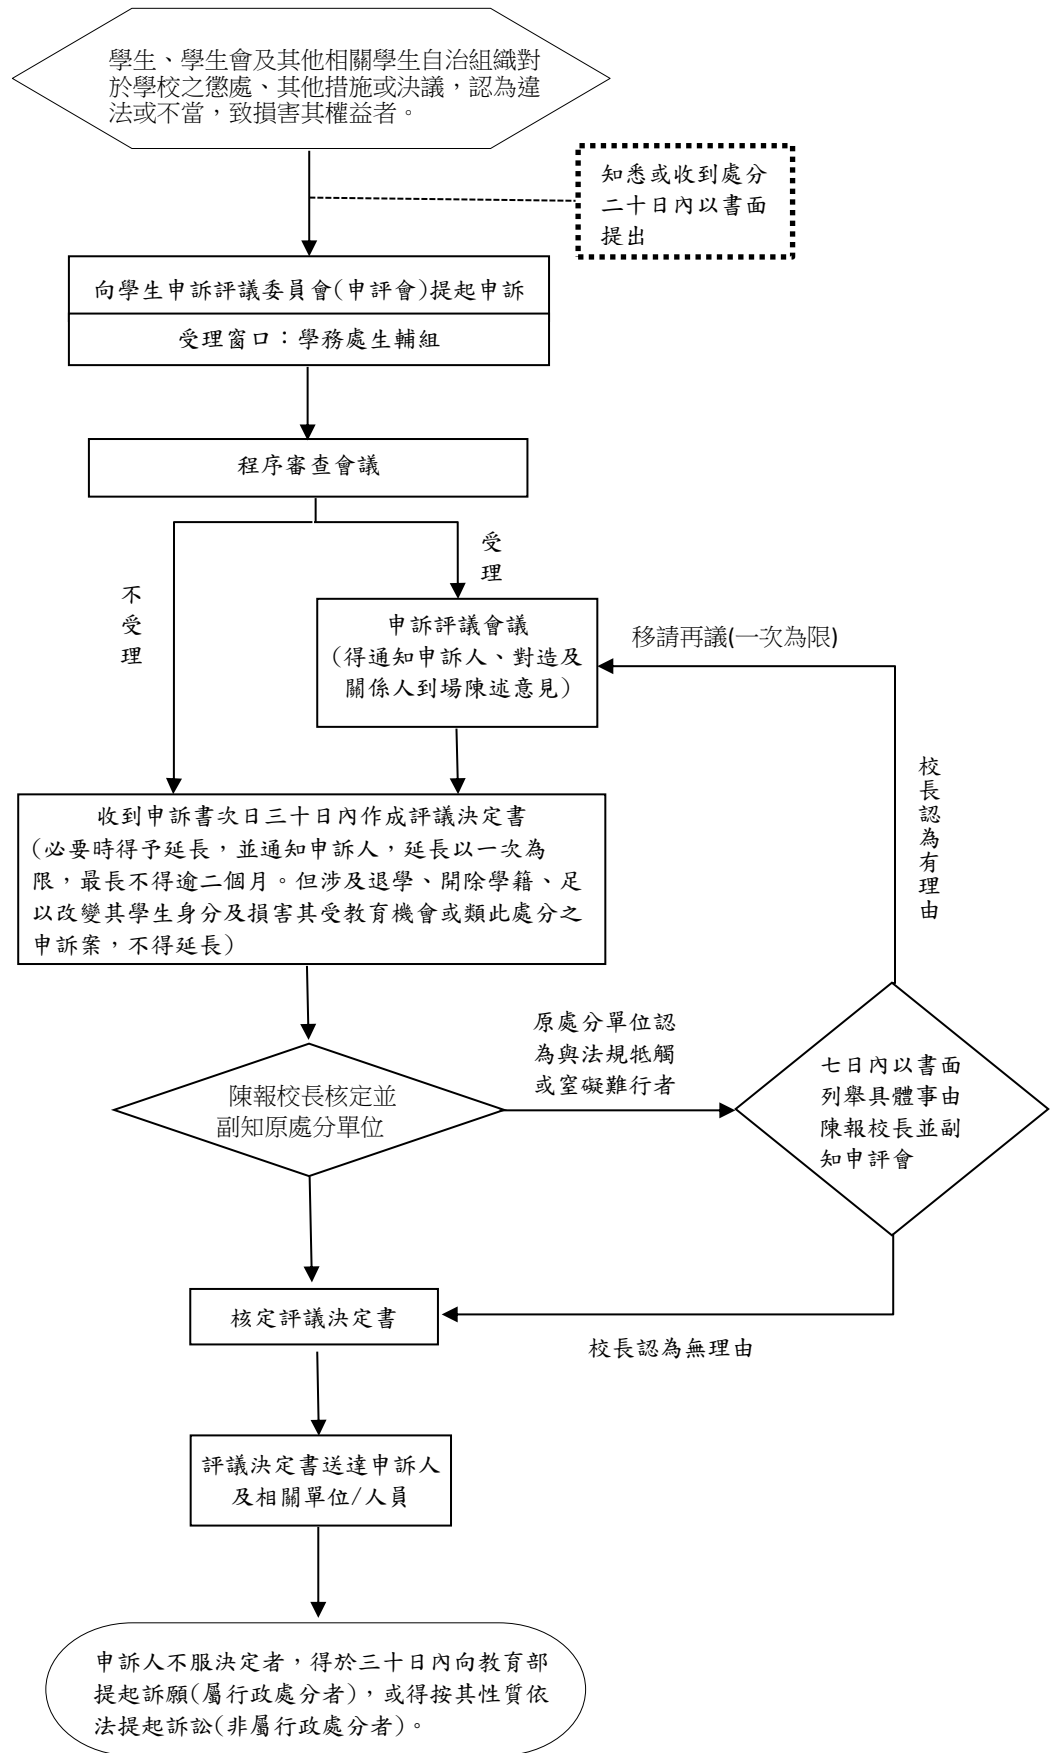 學生、學生會及其他相關學生自治組織對
於學校之懲處、其他措施或決議，認為違
法或不當，致損害其權益者。
知悉或收到處分
二十日內以書面
提出
向學生申訴評議委員會(申評會)提起申訴
受理窗口：學務處生輔組
程序審查會議
受
理
不
受
理
申訴評議會議
(得通知申訴人、對造及
關係人到場陳述意見)
移請再議(一次為限)
校
長
認
為
有
理
由
收到申訴書次日三十日內作成評議決定書
(必要時得予延長，並通知申訴人，延長以一次為
限，最長不得逾二個月。但涉及退學、開除學籍、足
以改變其學生身分及損害其受教育機會或類此處分之
申訴案，不得延長)
原處分單位認
為與法規牴觸
或窒礙難行者
七日內以書面
列舉具體事由
陳報校長並副
知申評會
陳報校長核定並
副知原處分單位
核定評議決定書
校長認為無理由
評議決定書送達申訴人
及相關單位/人員
申訴人不服決定者，得於三十日內向教育部
提起訴願(屬行政處分者)，或得按其性質依
法提起訴訟(非屬行政處分者)。